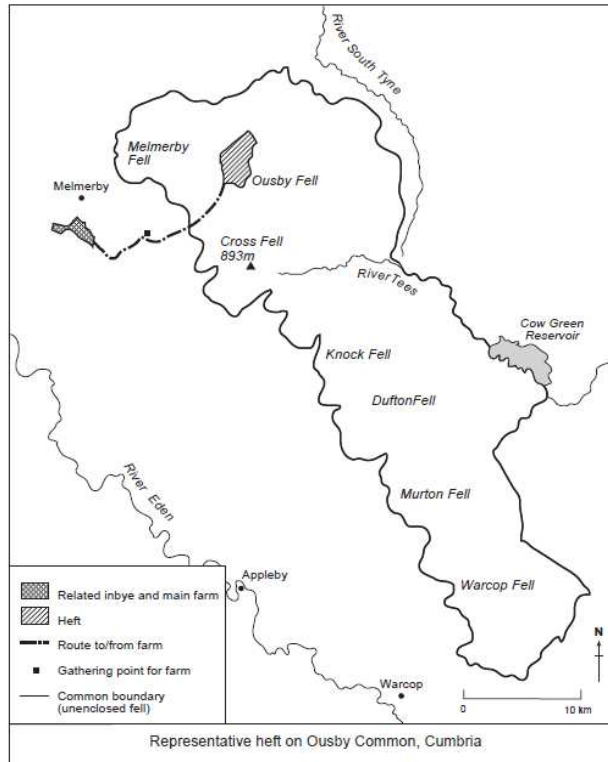 River South Tyne
Melmerby
Fell
Melmerby
Ousby Fell
Cross Fell
893m
River Tees
Cow Green
Reservoir
Knock Fell
DuftonFell
River Eden
Murton Fell
Appleby
Warcop Fell
Warcop
N
0 10 km
Related inbye and main farm
Heft
Route to/from farm
Gathering point for farm
Common boundary
(unenclosed fell)
Representative heft on Ousby Common, Cumbria